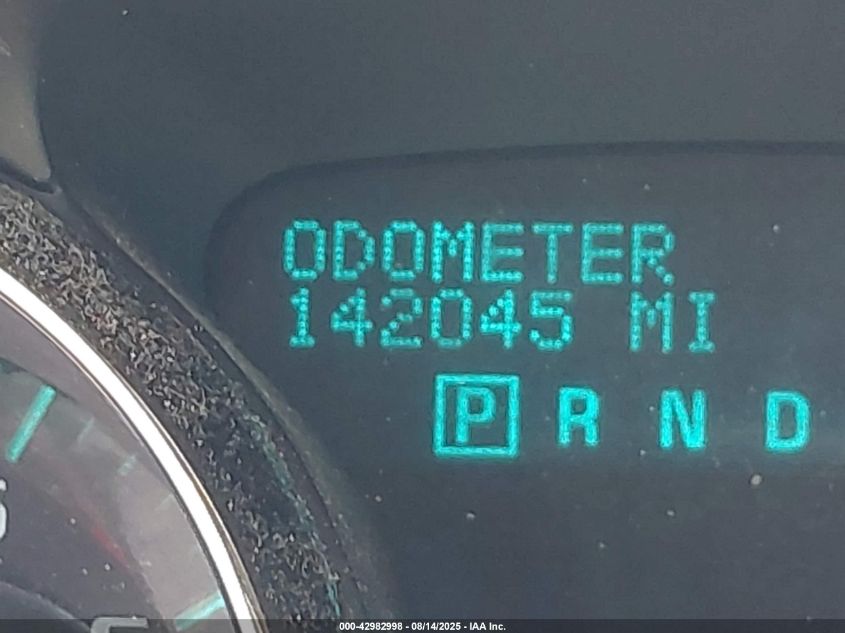 ODOMETER
142045 MI
P R N D
000-42982998 - 08/14/2025 - IAA Inc.